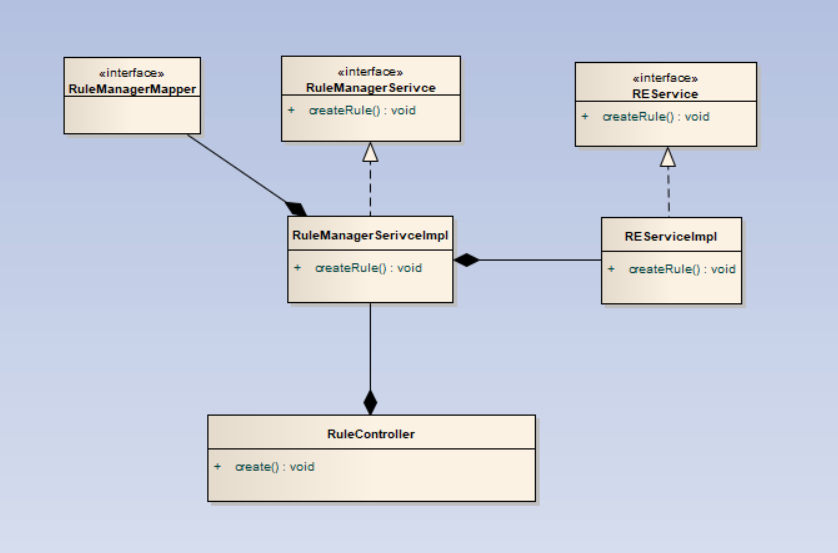 «interface»
RuleManagerMapper
«interface»
RuleManagerSerivce
+ createRule() : void
«interface»
REService
+ createRule() : void
RuleManagerSerivceImpl
+ createRule() : void
REServiceImpl
+ createRule() : void
RuleController
+ create() : void